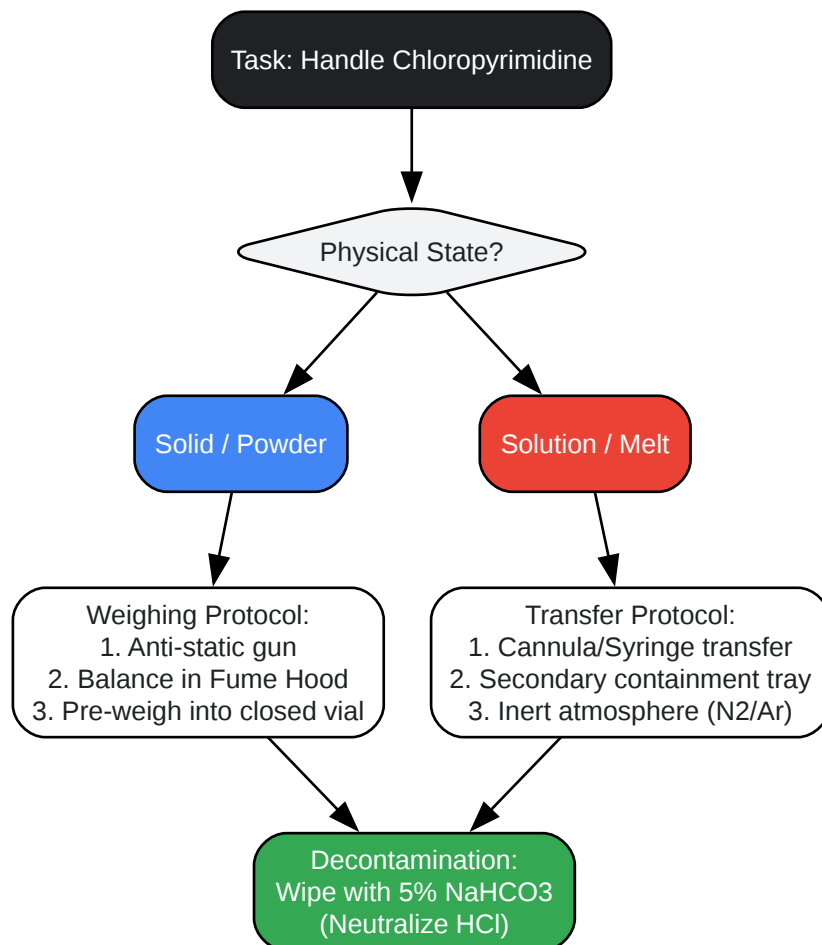 Task: Handle Chloropyrimidine
Physical State?
Solid / Powder
Solution / Melt
Weighing Protocol:
1. Anti-static gun
2. Balance in Fume Hood
3. Pre-weigh into closed vial
Transfer Protocol:
1. Cannula/Syringe transfer
2. Secondary containment tray
3. Inert atmosphere (N2/Ar)
Decontamination:
Wipe with 5% NaHCO3
(Neutralize HCl)